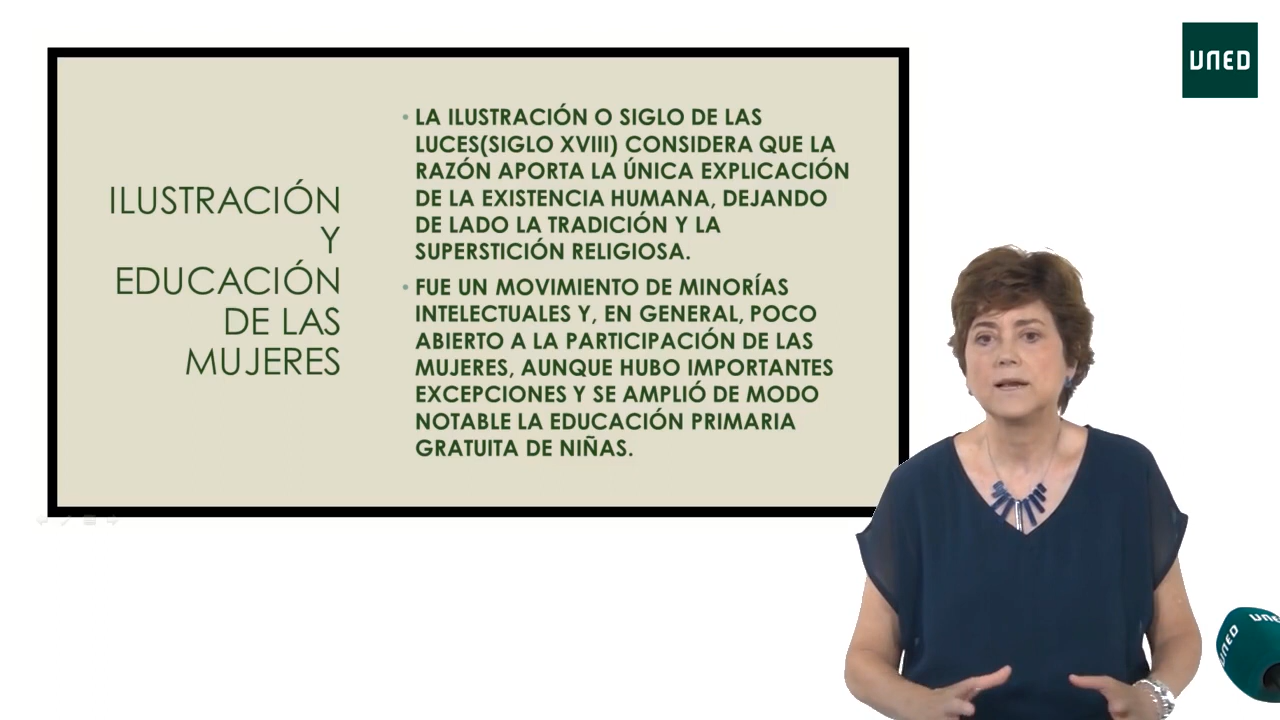 UNED
ILUSTRACIÓN
Y
EDUCACIÓN
DE LAS
MUJERES
• LA ILUSTRACIÓN O SIGLO DE LAS
LUCES(SIGLO XVIII) CONSIDERA QUE LA
RAZÓN APORTA LA ÚNICA EXPLICACIÓN
DE LA EXISTENCIA HUMANA, DEJANDO
DE LADO LA TRADICIÓN Y LA
SUPERSTICIÓN RELIGIOSA.
• FUE UN MOVIMIENTO DE MINORÍAS
INTELECTUALES Y, EN GENERAL, POCO
ABIERTO A LA PARTICIPACIÓN DE LAS
MUJERES, AUNQUE HUBO IMPORTANTES
EXCEPCIONES Y SE AMPLIÓ DE MODO
NOTABLE LA EDUCACIÓN PRIMARIA
GRATUITA DE NIÑAS.
UNED
UNE